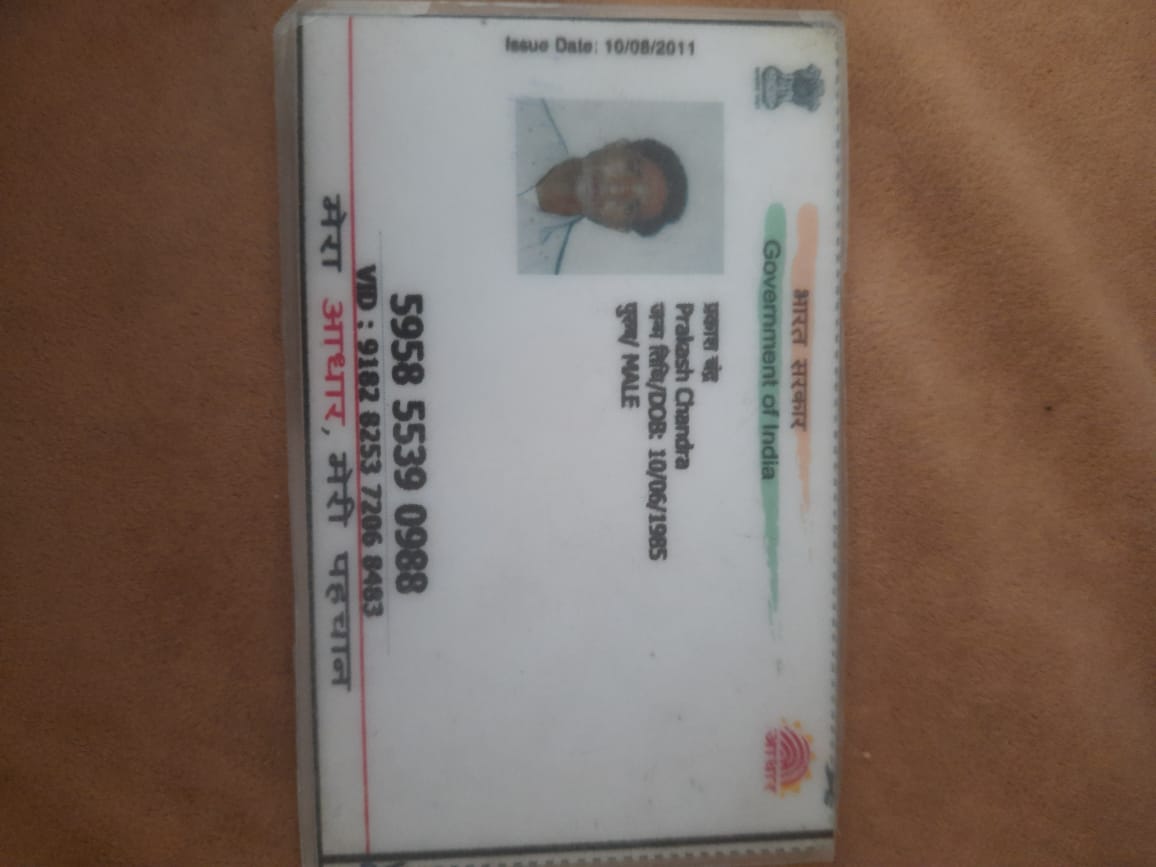 Issue Date: 10/08/2011
भारत सरकार
Government of India
प्रकाश चंद्र
Prakash Chandra
जन्म तिथि/DOB: 10/06/1985
पुरुष/ MALE
5958 5539 0988
VID : 9182 8253 7206 8483
मेरा आधार, मेरी पहचान
आधार